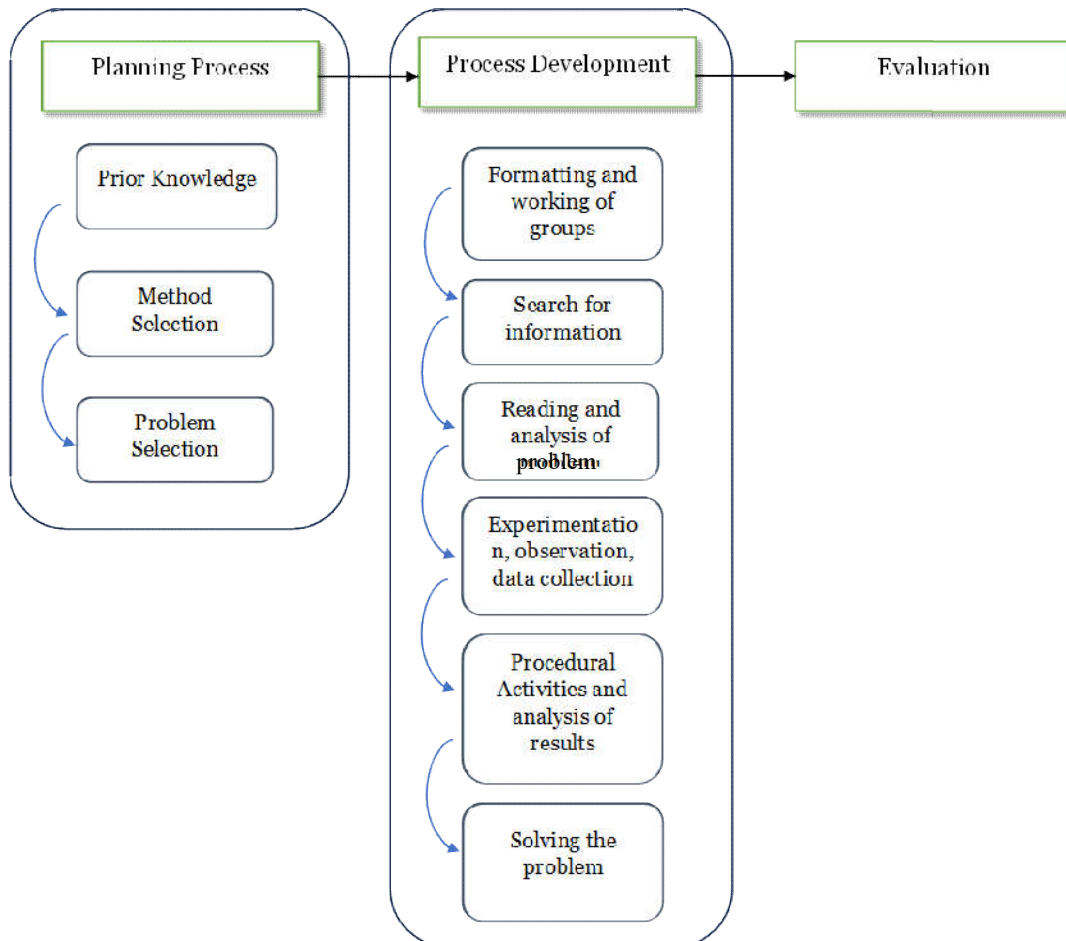 Planning Process
Prior Knowledge
Method
Selection
Problem
Selection
Process Development
Formatting and
working of
groups
Search for
information
Reading and
analysis of
problem
Experimentatio
n, observation,
data collection
Procedural
Activities and
analysis of
results
Solving the
problem
Evaluation